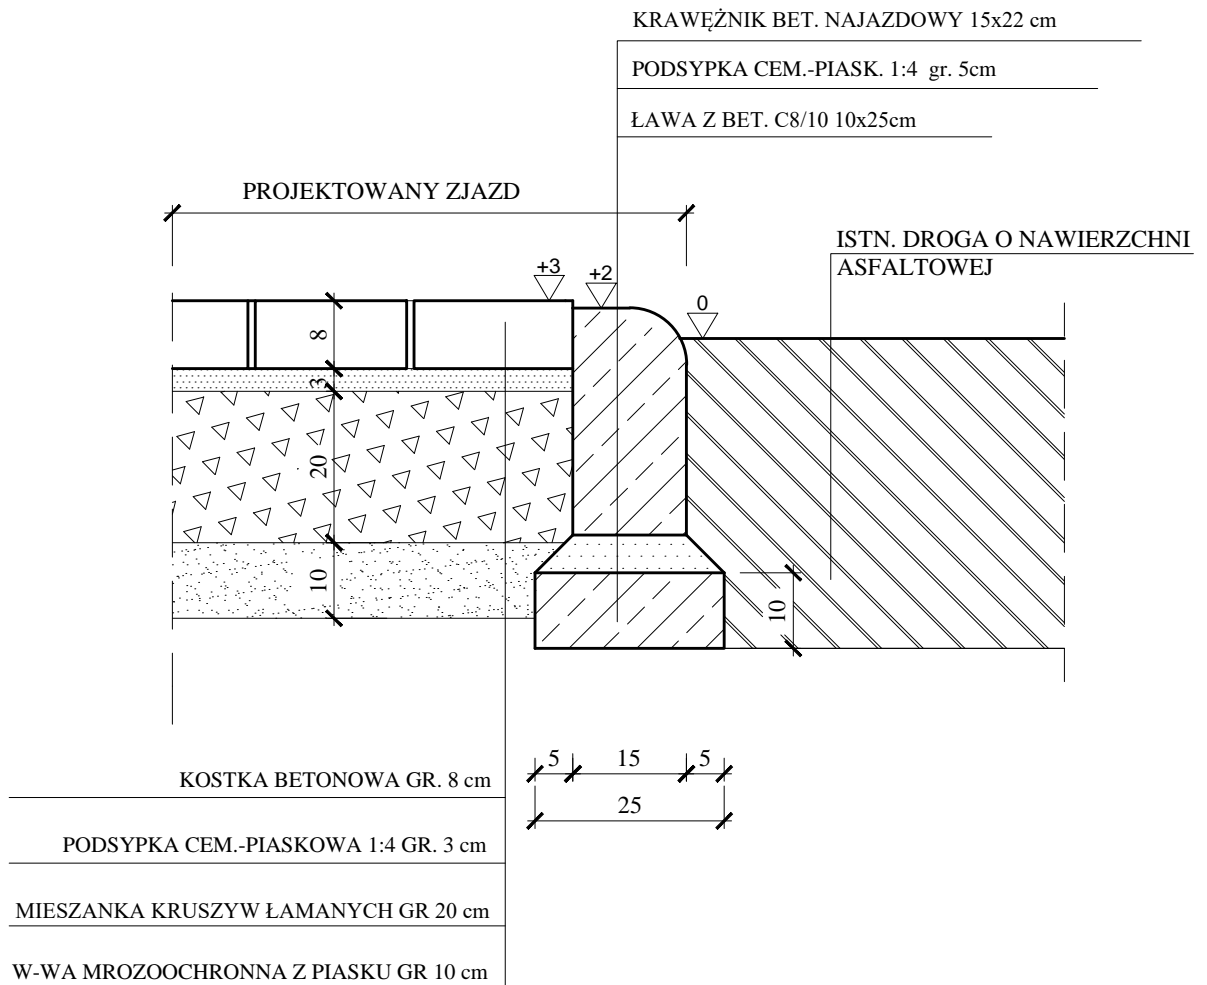 KRAWĘŻNIK BET. NAJAZDOWY 15x22 cm
PODSYPKA CEM.-PIASK. 1:4 gr. 5cm
ŁAWA Z BET. C8/10 10x25cm
PROJEKTOWANY ZJAZD
ISTN. DROGA O NAWIERZCHNI
ASFALTOWEJ
+3
+2
0
8
3
20
10
10
5
15
5
25
KOSTKA BETONOWA GR. 8 cm
PODSYPKA CEM.-PIASKOWA 1:4 GR. 3 cm
MIESZANKA KRUSZYW ŁAMANYCH GR 20 cm
W-WA MROZOOCHRONNA Z PIASKU GR 10 cm